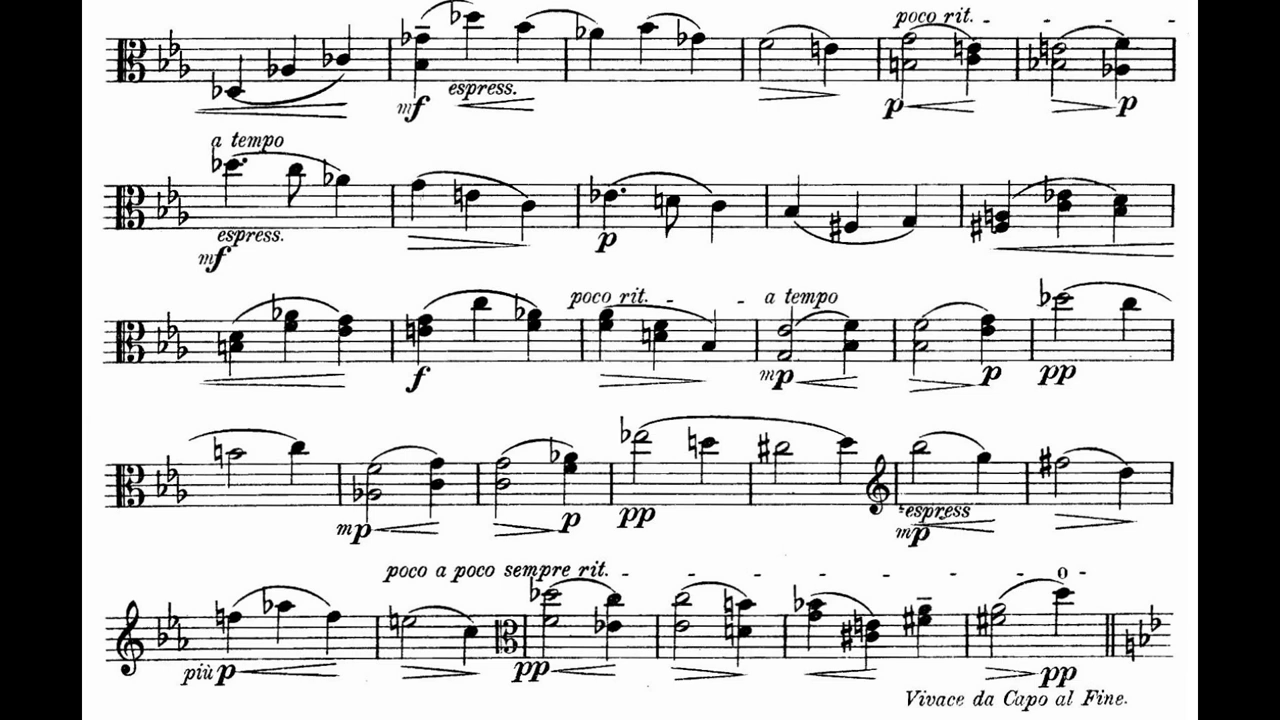 poco rit.
mf espress. p p
a tempo
espress.
mf p
poco rit. a tempo
f mp p pp
mp p pp espress
mp
poco a poco sempre rit. o
più p pp pp
Vivace da Capo al Fine.